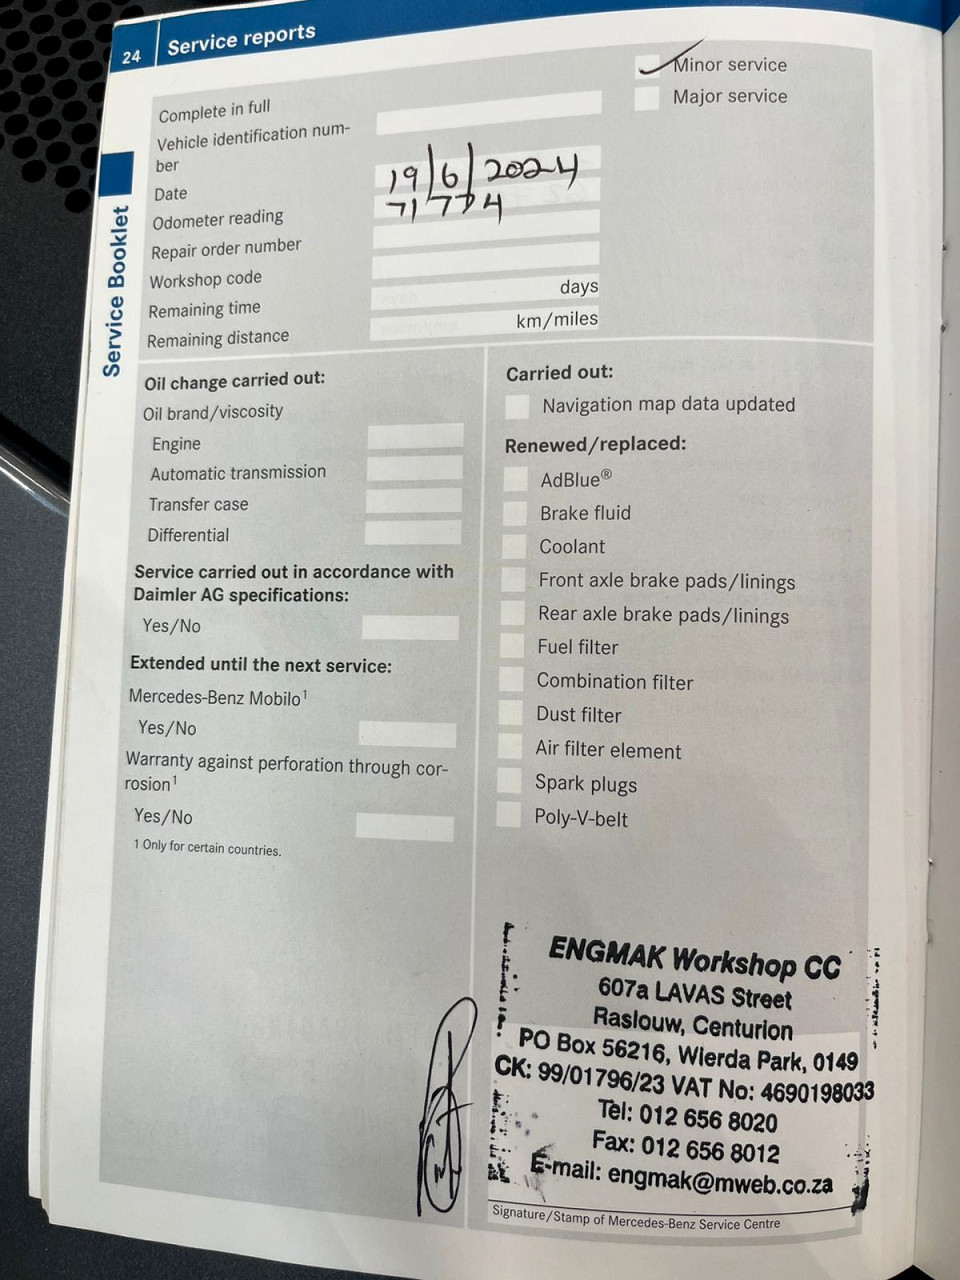 24 Service reports
Service Booklet
Minor service
Major service
Complete in full
Vehicle identification num-
ber
Date 19/6/2024
Odometer reading 71774
Repair order number
Workshop code
Remaining time days
Remaining distance km/miles
Oil change carried out:
Oil brand/viscosity
Engine
Automatic transmission
Transfer case
Differential
Service carried out in accordance with
Daimler AG specifications:
Yes/No
Extended until the next service:
Mercedes-Benz Mobilo¹
Yes/No
Warranty against perforation through cor-
rosion¹
Yes/No
1 Only for certain countries.
Carried out:
Navigation map data updated
Renewed/replaced:
AdBlue®
Brake fluid
Coolant
Front axle brake pads/linings
Rear axle brake pads/linings
Fuel filter
Combination filter
Dust filter
Air filter element
Spark plugs
Poly-V-belt
ENGMAK Workshop CC
607a LAVAS Street
Raslouw, Centurion
PO Box 56216, Wierda Park, 0149
CK: 99/01796/23 VAT No: 4690198033
Tel: 012 656 8020
Fax: 012 656 8012
E-mail: engmak@mweb.co.za
Signature/Stamp of Mercedes-Benz Service Centre